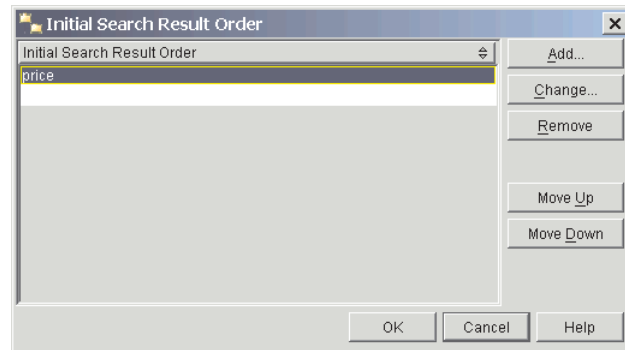 Initial Search Result Order
Initial Search Result Order
price
Add...
Change...
Remove
Move Up
Move Down
OK Cancel Help